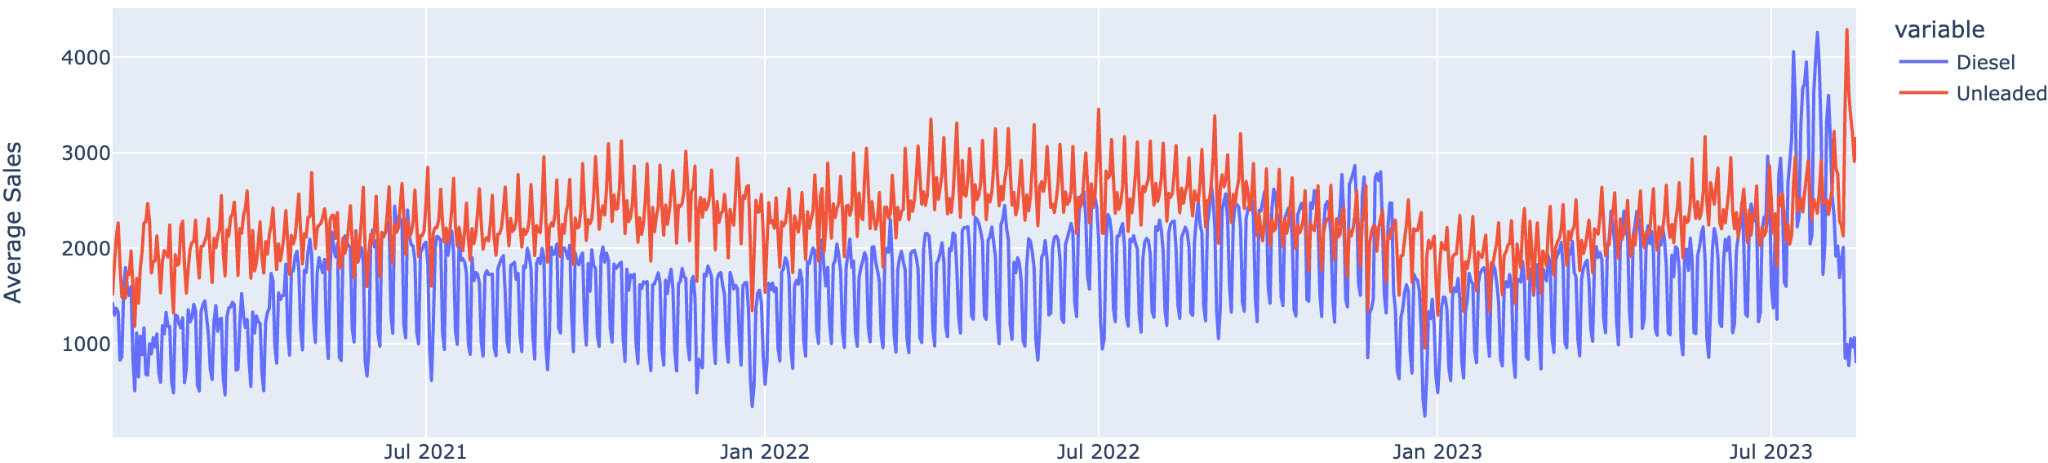 variable
Diesel
Unleaded
Average Sales
4000
3000
2000
1000
Jul 2021
Jan 2022
Jul 2022
Jan 2023
Jul 2023